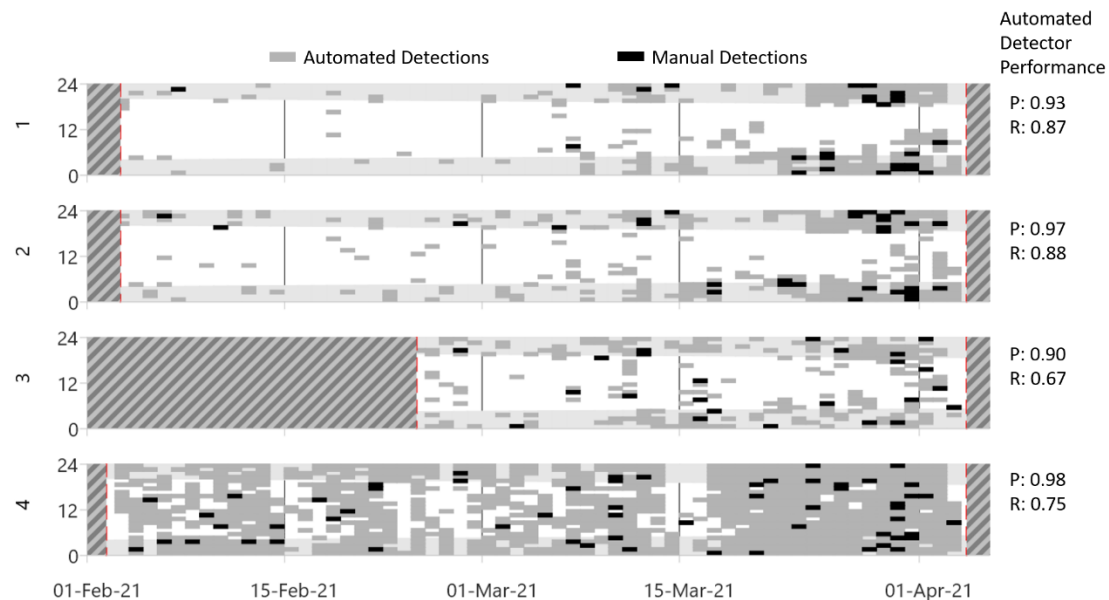 Automated
Detector
Performance
Automated Detections
Manual Detections
24
12
0
1
P: 0.93
R: 0.87
24
12
0
2
P: 0.97
R: 0.88
24
12
0
3
P: 0.90
R: 0.67
24
12
0
4
P: 0.98
R: 0.75
01-Feb-21
15-Feb-21
01-Mar-21
15-Mar-21
01-Apr-21